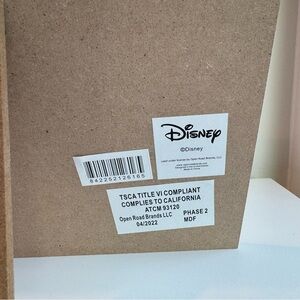 Disney
©Disney
842252126165
TSCA TITLE VI COMPLIANT
COMPLIES TO CALIFORNIA
ATCM 93120
Open Road Brands LLC
04/2022
PHASE 2
MDF